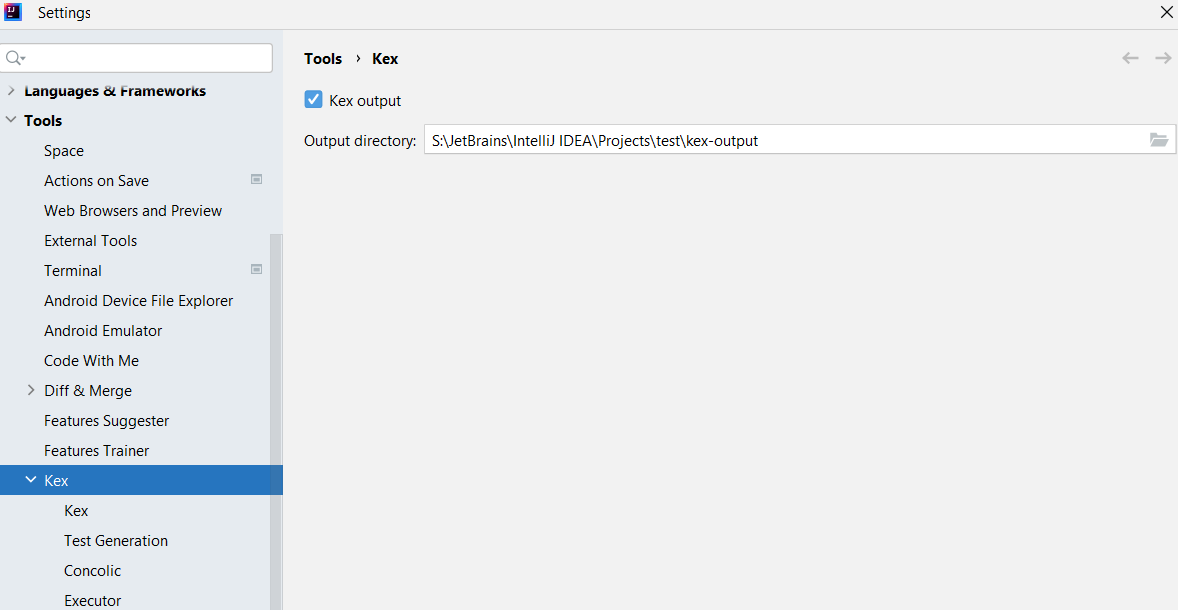 Settings
Languages & Frameworks
Tools
Space
Actions on Save
Web Browsers and Preview
External Tools
Terminal
Android Device File Explorer
Android Emulator
Code With Me
Diff & Merge
Features Suggester
Features Trainer
Kex
Kex
Test Generation
Concolic
Executor
Tools › Kex
Kex output
Output directory: S:\JetBrains\IntelliJ IDEA\Projects\test\kex-output